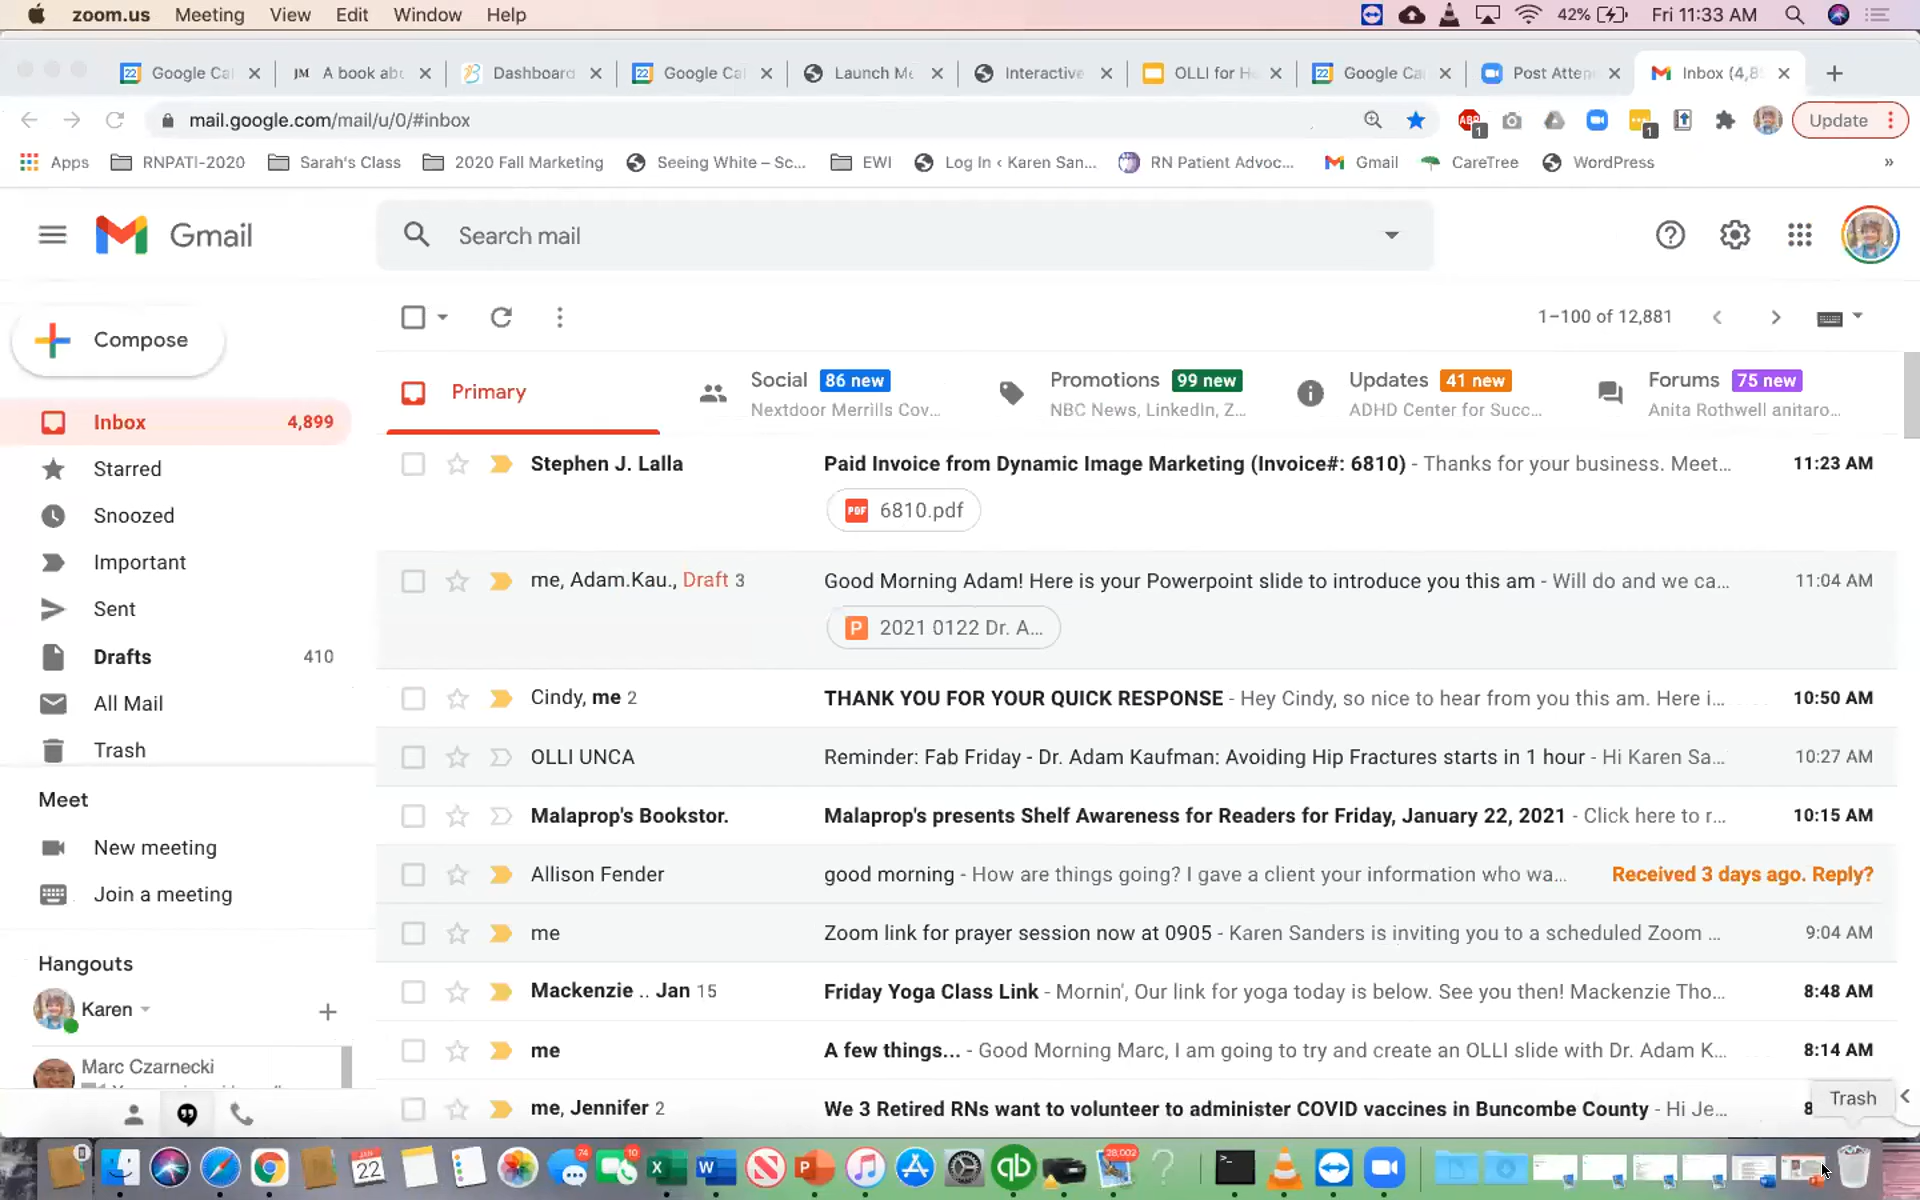 zoom.us Meeting View Edit Window Help 42% Fri 11:33 AM
Google Ca JM A book abo Dashboard Google Ca Launch Me Interactive OLLI for H Google Ca Post Atten Inbox (4,8
mail.google.com/mail/u/0/#inbox ABP 1 1 Update
Apps RNPATI-2020 Sarah's Class 2020 Fall Marketing Seeing White – Sc... EWI Log In ‹ Karen San... RN Patient Advoc... Gmail CareTree WordPress »
Gmail Search mail
Compose
1–100 of 12,881
Primary
Social 86 new
Nextdoor Merrills Cov...
Promotions 99 new
NBC News, LinkedIn, Z...
Updates 41 new
ADHD Center for Succ...
Forums 75 new
Anita Rothwell anitaro...
Inbox 4,899
Starred
Snoozed
Important
Sent
Drafts 410
All Mail
Trash
Meet
New meeting
Join a meeting
Hangouts
Karen
Marc Czarnecki
Stephen J. Lalla Paid Invoice from Dynamic Image Marketing (Invoice#: 6810) - Thanks for your business. Meet... 11:23 AM
PDF 6810.pdf
me, Adam.Kau., Draft 3 Good Morning Adam! Here is your Powerpoint slide to introduce you this am - Will do and we ca... 11:04 AM
P 2021 0122 Dr. A...
Cindy, me 2 THANK YOU FOR YOUR QUICK RESPONSE - Hey Cindy, so nice to hear from you this am. Here i... 10:50 AM
OLLI UNCA Reminder: Fab Friday - Dr. Adam Kaufman: Avoiding Hip Fractures starts in 1 hour - Hi Karen Sa... 10:27 AM
Malaprop's Bookstor. Malaprop's presents Shelf Awareness for Readers for Friday, January 22, 2021 - Click here to r... 10:15 AM
Allison Fender good morning - How are things going? I gave a client your information who wa... Received 3 days ago. Reply?
me Zoom link for prayer session now at 0905 - Karen Sanders is inviting you to a scheduled Zoom ... 9:04 AM
Mackenzie .. Jan 15 Friday Yoga Class Link - Mornin', Our link for yoga today is below. See you then! Mackenzie Tho... 8:48 AM
me A few things... - Good Morning Marc, I am going to try and create an OLLI slide with Dr. Adam K... 8:14 AM
me, Jennifer 2 We 3 Retired RNs want to volunteer to administer COVID vaccines in Buncombe County - Hi Je... 8
Trash
JAN 22 74 10 X W P qb 28,002